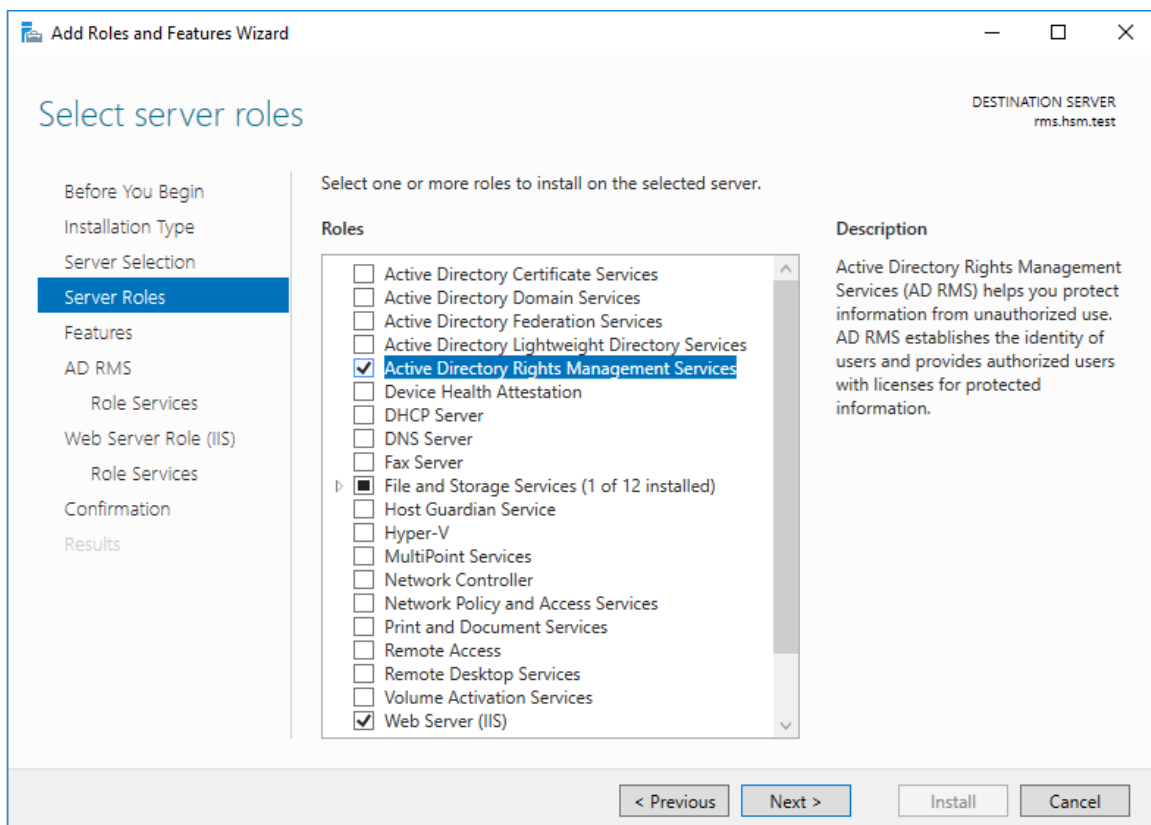 Add Roles and Features Wizard
Select server roles
DESTINATION SERVER
rms.hsm.test
Before You Begin
Installation Type
Server Selection
Server Roles
Features
AD RMS
Role Services
Web Server Role (IIS)
Role Services
Confirmation
Results
Select one or more roles to install on the selected server.
Roles
Active Directory Certificate Services
Active Directory Domain Services
Active Directory Federation Services
Active Directory Lightweight Directory Services
Active Directory Rights Management Services
Device Health Attestation
DHCP Server
DNS Server
Fax Server
File and Storage Services (1 of 12 installed)
Host Guardian Service
Hyper-V
MultiPoint Services
Network Controller
Network Policy and Access Services
Print and Document Services
Remote Access
Remote Desktop Services
Volume Activation Services
Web Server (IIS)
Description
Active Directory Rights Management
Services (AD RMS) helps you protect
information from unauthorized use.
AD RMS establishes the identity of
users and provides authorized users
with licenses for protected
information.
< Previous
Next >
Install
Cancel